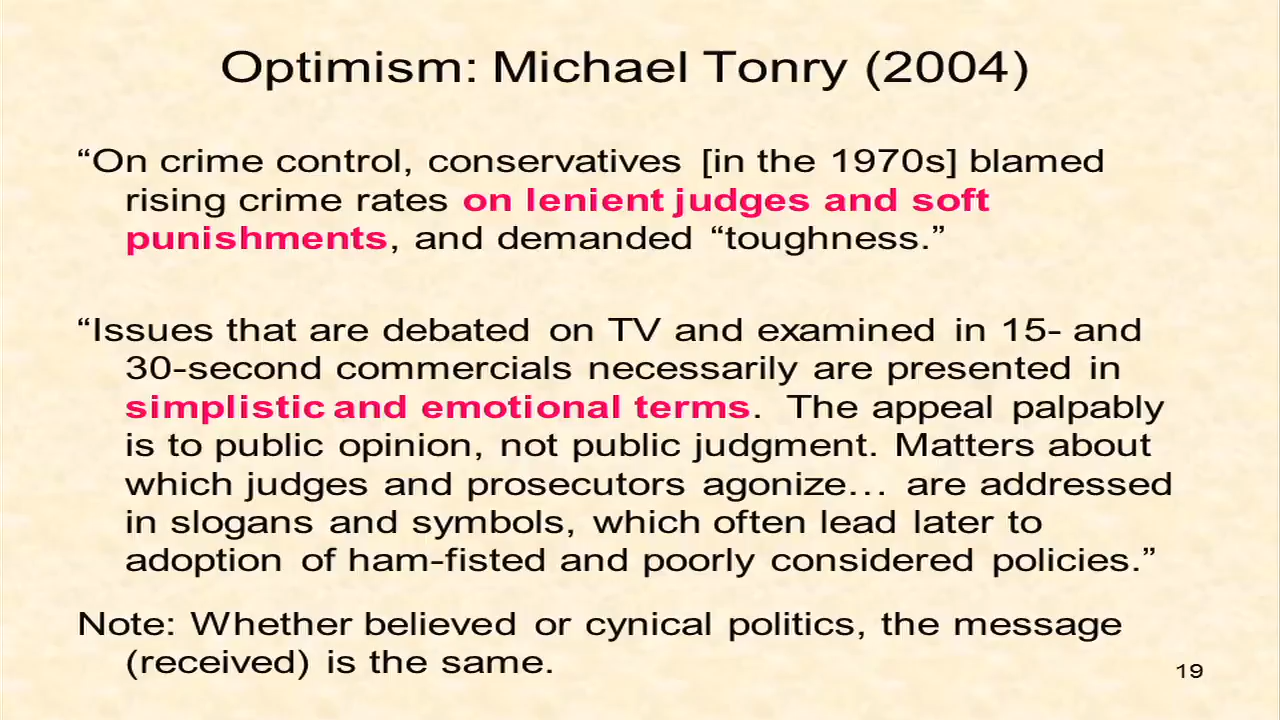 Optimism: Michael Tonry (2004)
“On crime control, conservatives [in the 1970s] blamed
rising crime rates on lenient judges and soft
punishments, and demanded “toughness.”
“Issues that are debated on TV and examined in 15- and
30-second commercials necessarily are presented in
simplistic and emotional terms. The appeal palpably
is to public opinion, not public judgment. Matters about
which judges and prosecutors agonize… are addressed
in slogans and symbols, which often lead later to
adoption of ham-fisted and poorly considered policies.”
Note: Whether believed or cynical politics, the message
(received) is the same.
19